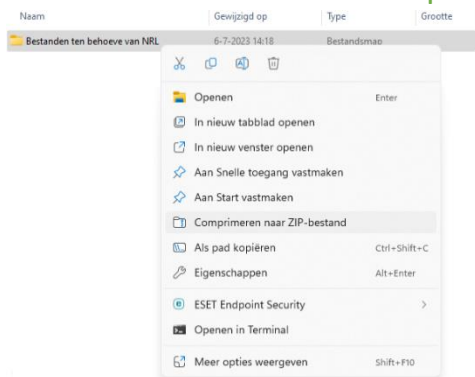 Naam Gewijzigd op Type Grootte
Bestanden ten behoeve van NRL 6-7-2023 14:18 Bestandsmap
Openen Enter
In nieuw tabblad openen
In nieuw venster openen
Aan Snelle toegang vastmaken
Aan Start vastmaken
Comprimeren naar ZIP-bestand
Als pad kopiëren Ctrl+Shift+C
Eigenschappen Alt+Enter
ESET Endpoint Security
Openen in Terminal
Meer opties weergeven Shift+F10